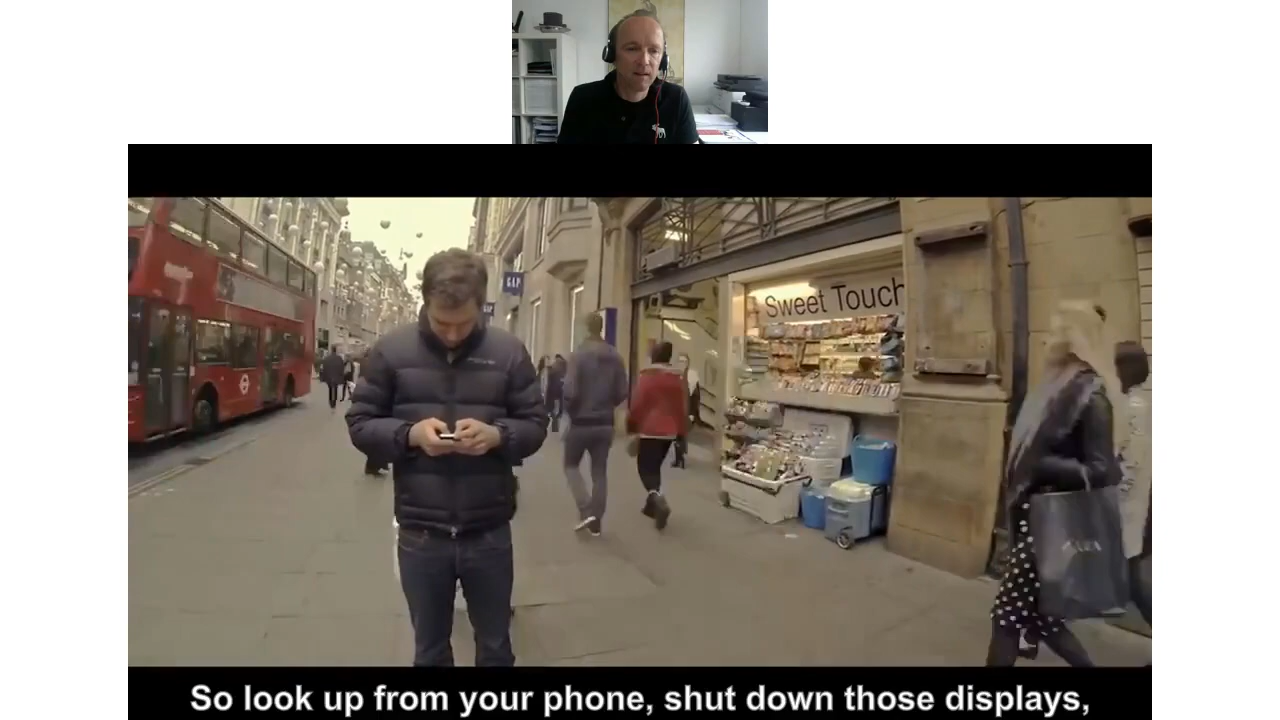 GAP
Sweet Touch
So look up from your phone, shut down those displays,